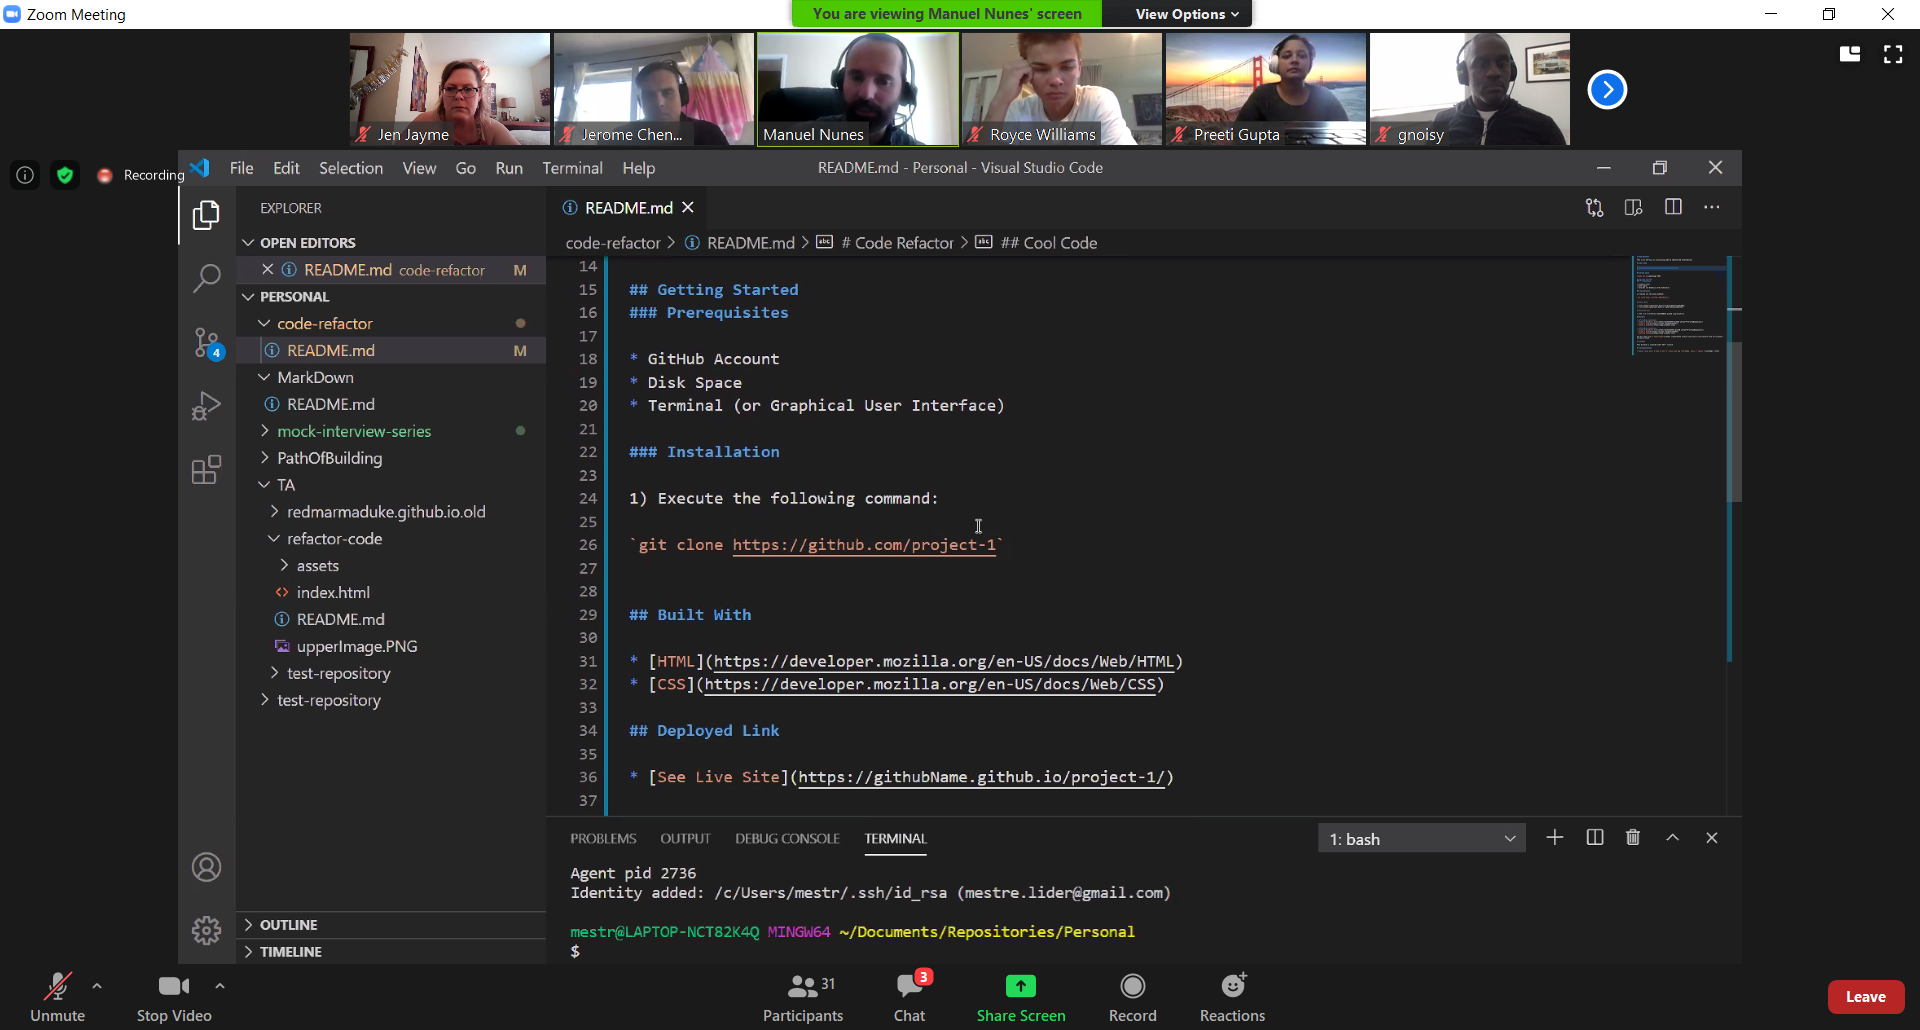 Zoom Meeting
You are viewing Manuel Nunes' screen
View Options
Jen Jayme
Jerome Chen...
Manuel Nunes
Royce Williams
Preeti Gupta
gnoisy
Recording
File Edit Selection View Go Run Terminal Help
README.md - Personal - Visual Studio Code
EXPLORER
OPEN EDITORS
README.md code-refactor M
PERSONAL
code-refactor
README.md M
MarkDown
README.md
mock-interview-series
PathOfBuilding
TA
redmarmaduke.github.io.old
refactor-code
assets
index.html
README.md
upperImage.PNG
test-repository
test-repository
OUTLINE
TIMELINE
4
README.md
code-refactor > README.md > # Code Refactor > ## Cool Code
14
15 ## Getting Started
16 ### Prerequisites
17
18 * GitHub Account
19 * Disk Space
20 * Terminal (or Graphical User Interface)
21
22 ### Installation
23
24 1) Execute the following command:
25
26 `git clone https://github.com/project-1`
27
28
29 ## Built With
30
31 * [HTML](https://developer.mozilla.org/en-US/docs/Web/HTML)
32 * [CSS](https://developer.mozilla.org/en-US/docs/Web/CSS)
33
34 ## Deployed Link
35
36 * [See Live Site](https://githubName.github.io/project-1/)
37
PROBLEMS OUTPUT DEBUG CONSOLE TERMINAL
1: bash
Agent pid 2736
Identity added: /c/Users/mestr/.ssh/id_rsa (mestre.lider@gmail.com)
mestr@LAPTOP-NCT82K4Q MINGW64 ~/Documents/Repositories/Personal
$
Unmute
Stop Video
31
Participants
3
Chat
Share Screen
Record
Reactions
Leave